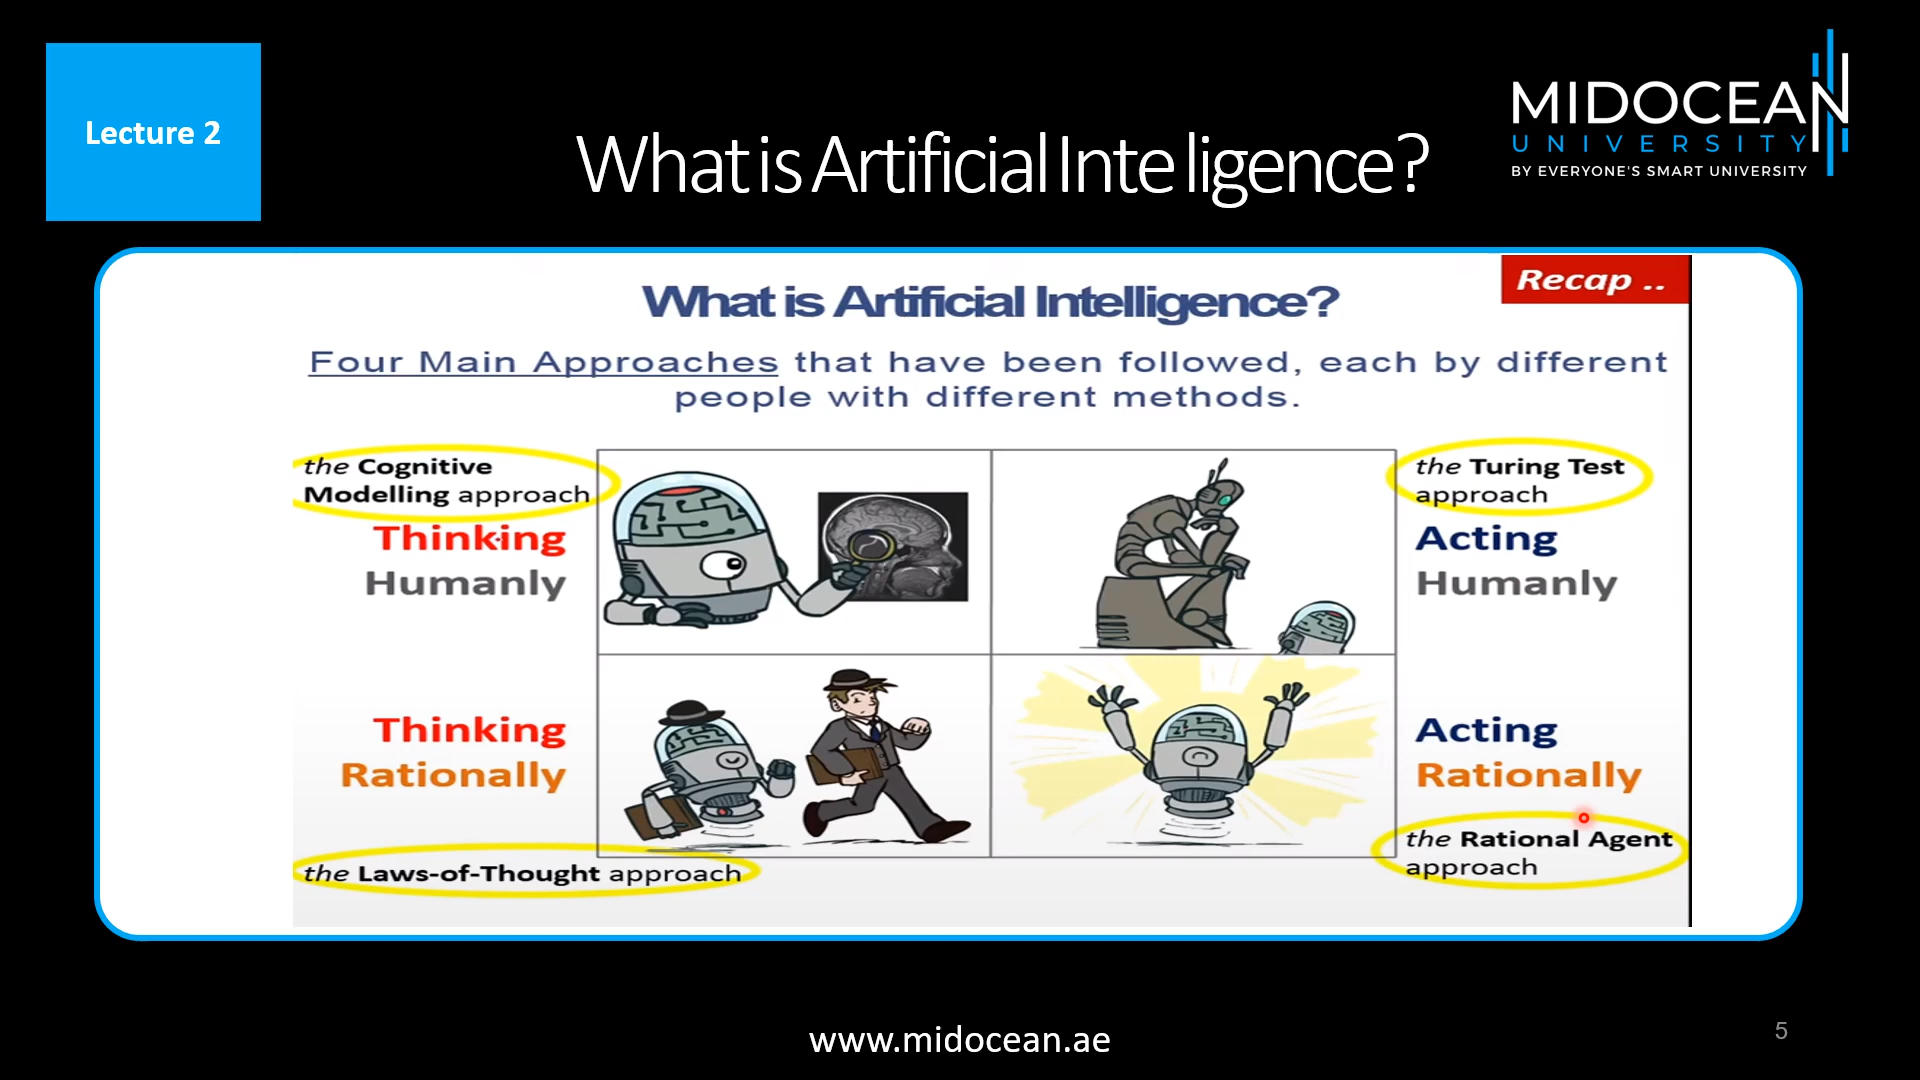 Lecture 2
What is Artificial Inte ligence?
MIDOCEAN
UNIVERSITY
BY EVERYONE'S SMART UNIVERSITY
Recap ..
What is Artificial Intelligence?
Four Main Approaches that have been followed, each by different
people with different methods.
the Cognitive
Modelling approach
Thinking
Humanly
the Turing Test
approach
Acting
Humanly
Thinking
Rationally
the Laws-of-Thought approach
Acting
Rationally
the Rational Agent
approach
www.midocean.ae
5